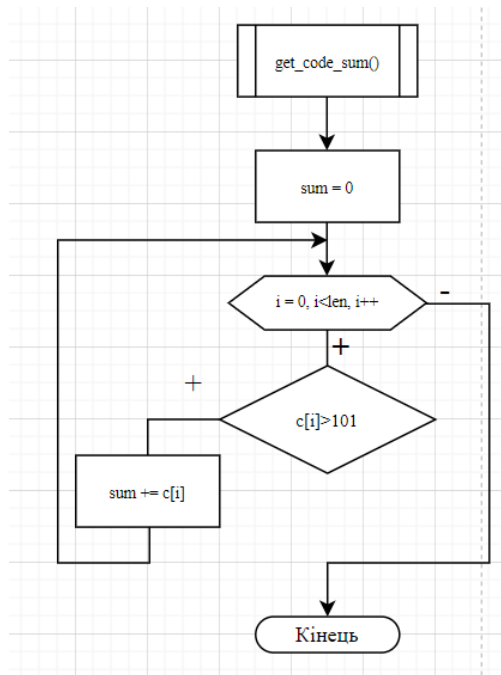 get_code_sum()
sum = 0
i = 0, i<len, i++
-
+
+
c[i]>101
sum += c[i]
Кінець